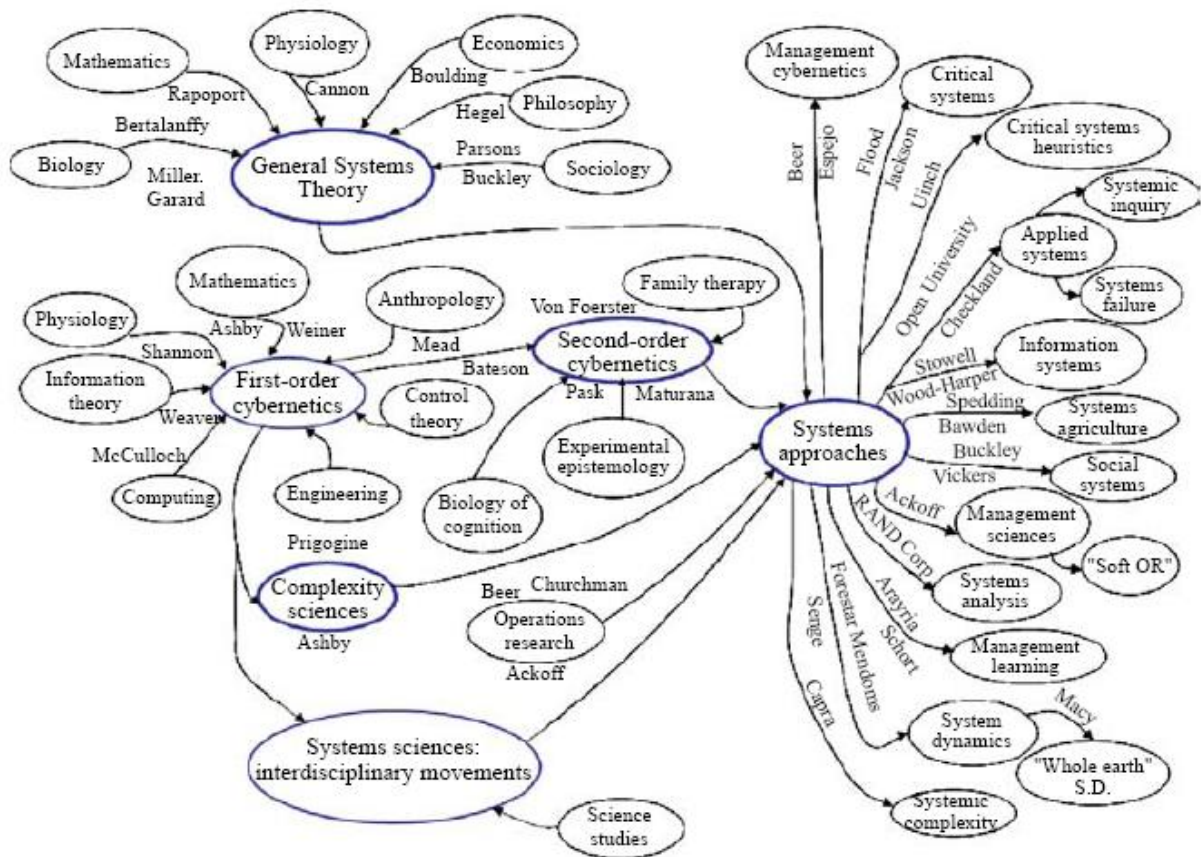 Mathematics
Physiology
Economics
Rapoport
Cannon
Boulding
Hegel
Philosophy
Bertalanffy
Biology
General Systems
Theory
Parsons
Buckley
Sociology
Miller.
Garard
Mathematics
Physiology
Ashby
Weiner
Anthropology
Shannon
Information
theory
Weaver
First-order
cybernetics
Mead
Bateson
Control
theory
McCulloch
Computing
Engineering
Von Foerster
Family therapy
Second-order
cybernetics
Pask
Maturana
Experimental
epistemology
Biology of
cognition
Prigogine
Complexity
sciences
Ashby
Beer
Churchman
Operations
research
Ackoff
Systems sciences:
interdisciplinary movements
Science
studies
Systems
approaches
Management
cybernetics
Beer
Espejo
Critical
systems
Flood
Jackson
Uinch
Critical systems
heuristics
Open University
Checkland
Applied
systems
Systemic
inquiry
Systems
failure
Stowell
Wood-Harper
Information
systems
Spedding
Bawden
Systems
agriculture
Buckley
Vickers
Social
systems
Ackoff
Management
sciences
"Soft OR"
RAND Corp
Systems
analysis
Arayria
Schort
Management
learning
Forestar Mendoms
System
dynamics
Macy
"Whole earth"
S.D.
Senge
Capra
Systemic
complexity